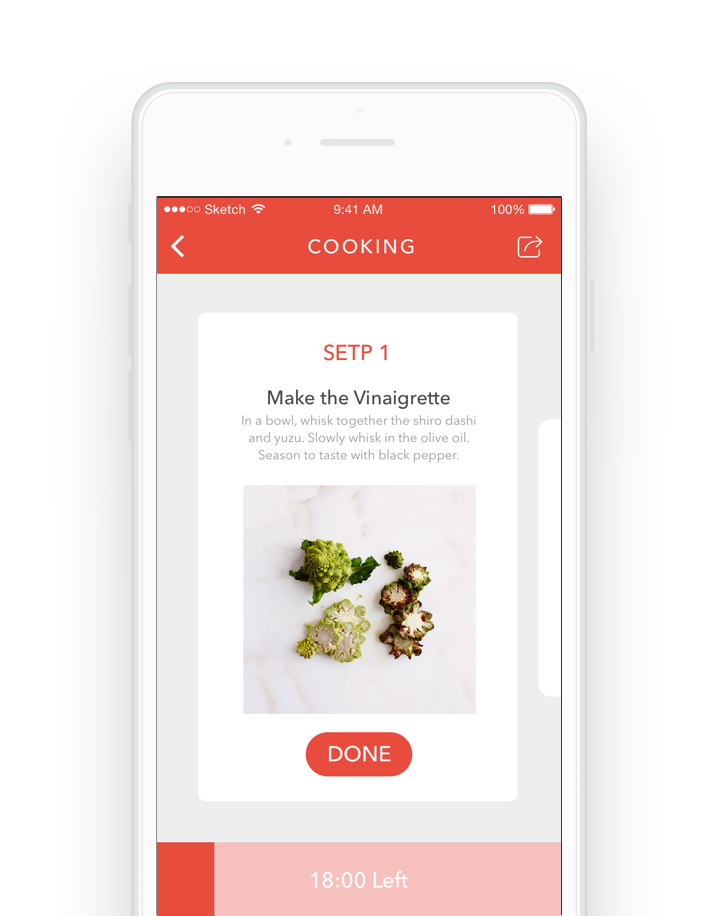 Sketch 9:41 AM 100%
COOKING
SETP 1
Make the Vinaigrette
In a bowl, whisk together the shiro dashi
and yuzu. Slowly whisk in the olive oil.
Season to taste with black pepper.
DONE
18:00 Left